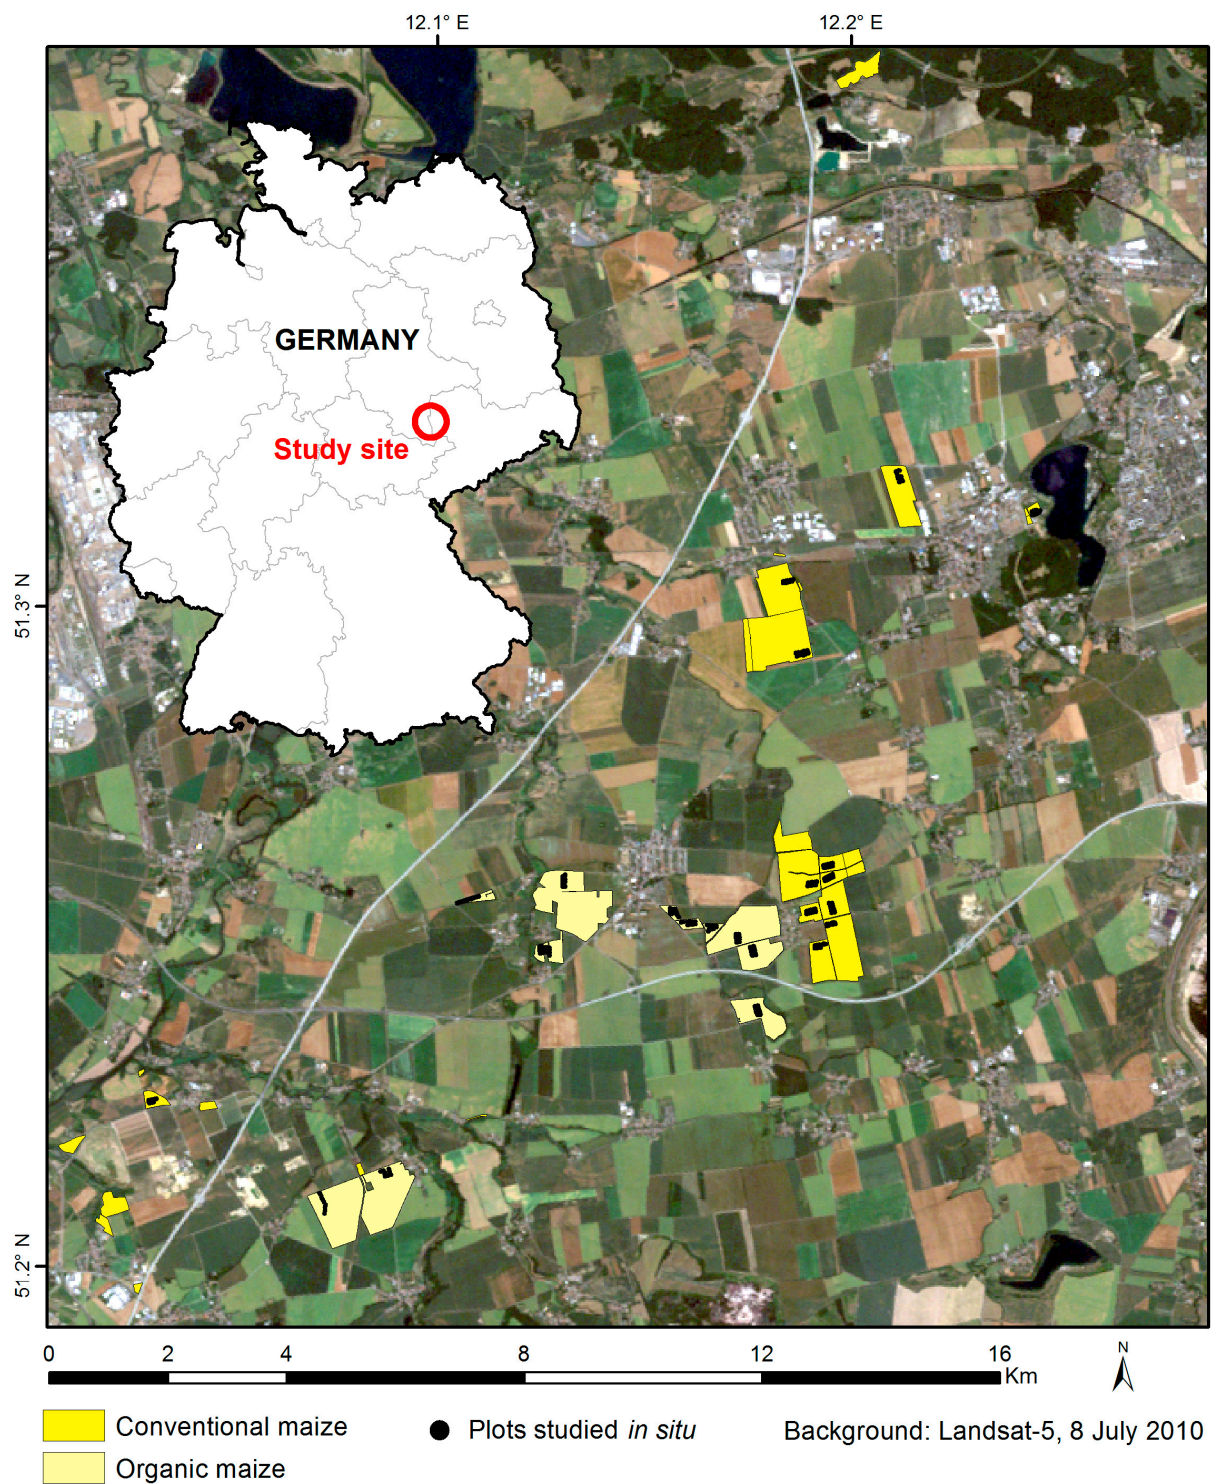 12.1° E
12.2° E
GERMANY
Study site
51.3° N
51.2° N
0 2 4 8 12 16
Km
N
Conventional maize
Plots studied in situ
Background: Landsat-5, 8 July 2010
Organic maize